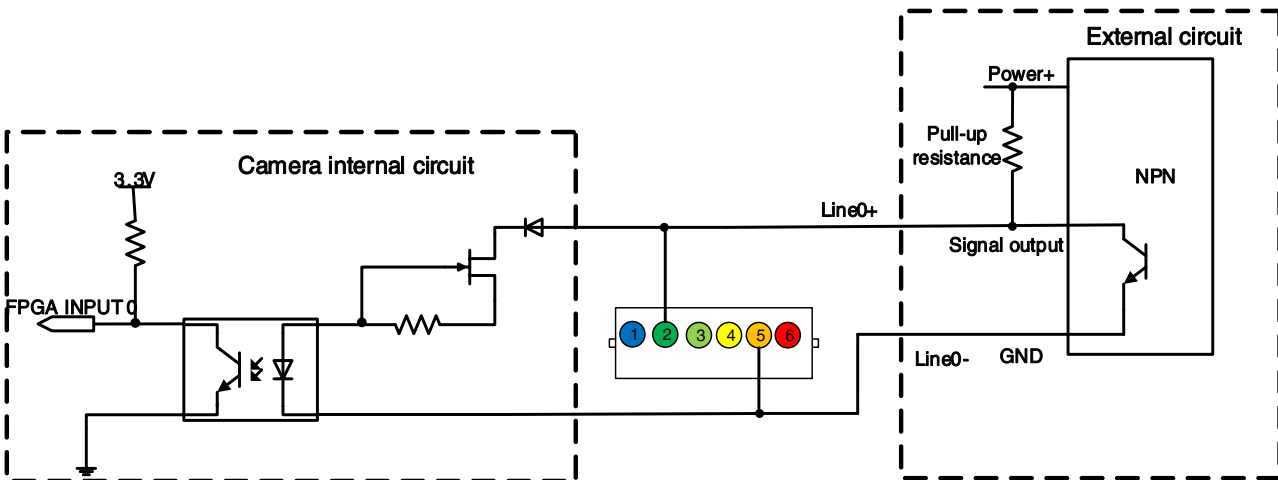 External circuit
Power+
Pull-up
resistance
NPN
Camera internal circuit
3.3V
Line0+
Signal output
FPGA INPUT 0
1 2 3 4 5 6
Line0-
GND